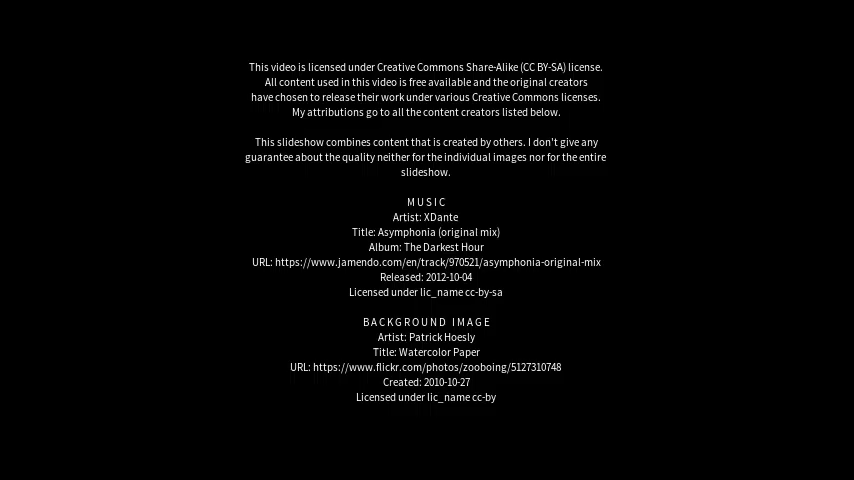 This video is licensed under Creative Commons Share-Alike (CC BY-SA) license.
All content used in this video is free available and the original creators
have chosen to release their work under various Creative Commons licenses.
My attributions go to all the content creators listed below.
This slideshow combines content that is created by others. I don't give any
guarantee about the quality neither for the individual images nor for the entire
slideshow.
MUSIC
Artist: XDante
Title: Asymphonia (original mix)
Album: The Darkest Hour
URL: https://www.jamendo.com/en/track/970521/asymphonia-original-mix
Released: 2012-10-04
Licensed under lic_name cc-by-sa
BACKGROUND IMAGE
Artist: Patrick Hoesly
Title: Watercolor Paper
URL: https://www.flickr.com/photos/zooboing/5127310748
Created: 2010-10-27
Licensed under lic_name cc-by